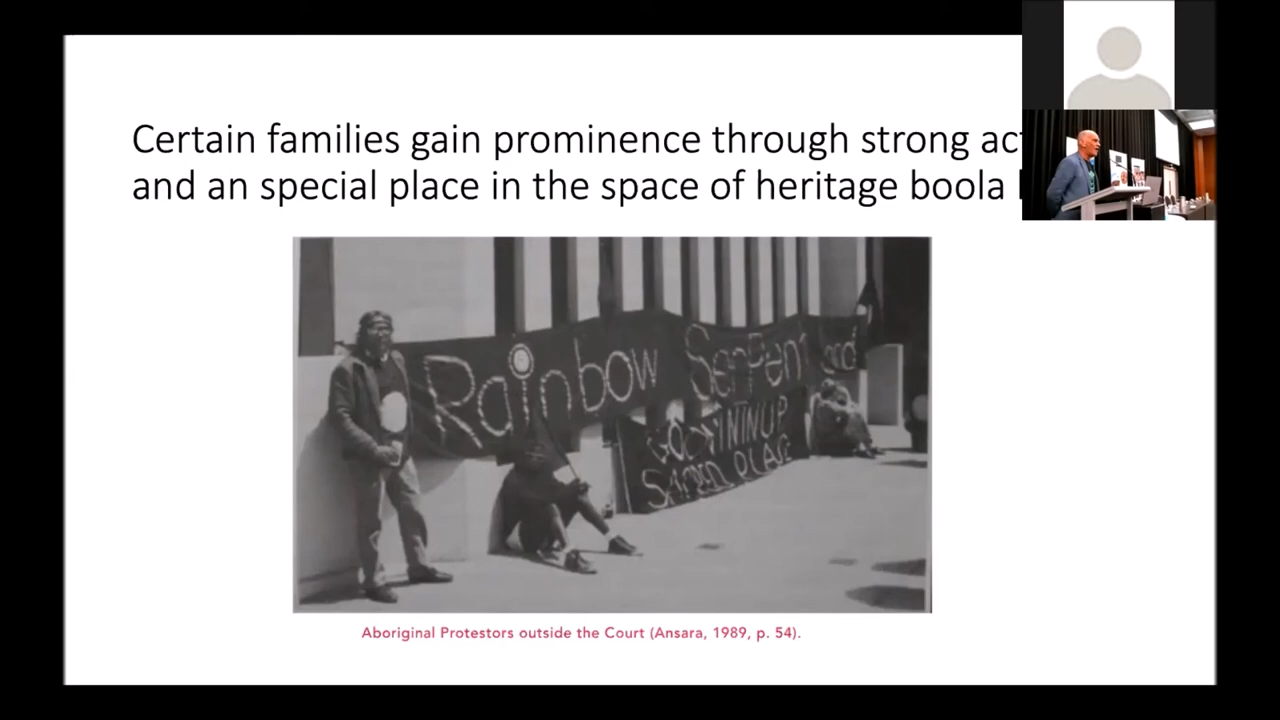 Certain families gain prominence through strong
and an special place in the space of heritage boola
Rainbow Serpent
SACRED PLACE
Aboriginal Protestors outside the Court (Ansara, 1989, p. 54).